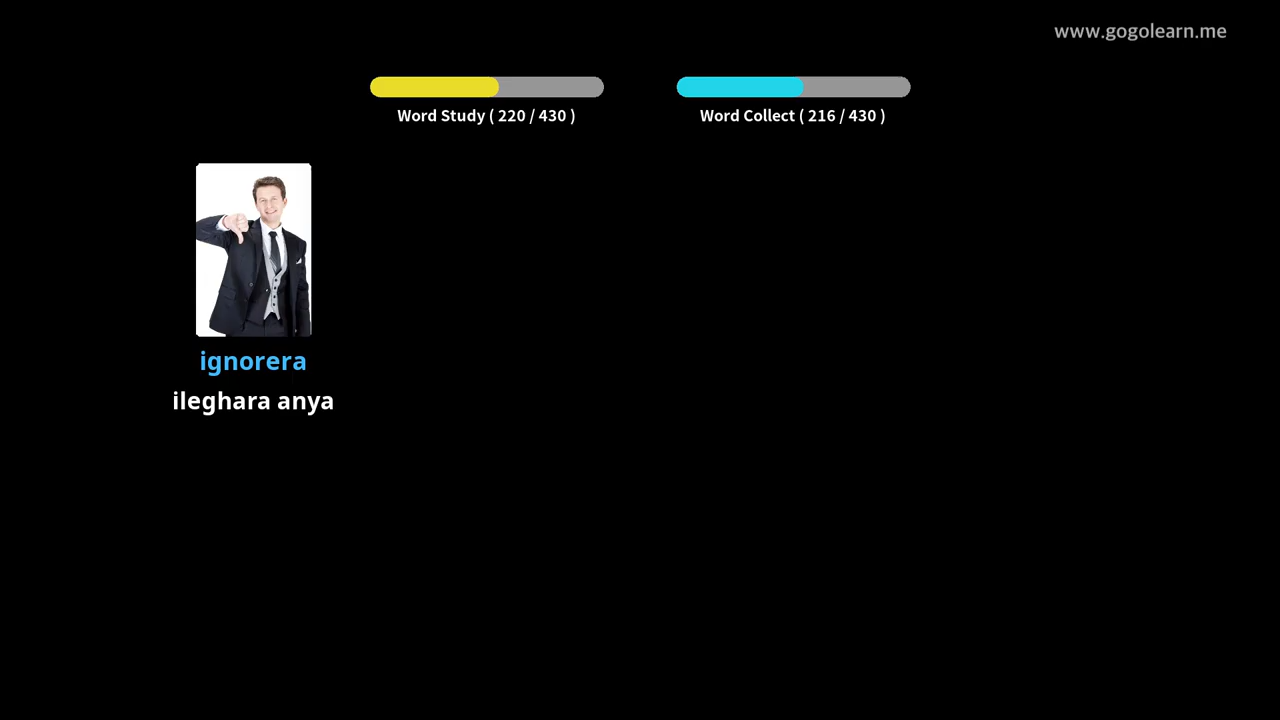 www.gogolearn.me
Word Study ( 220 / 430 )
Word Collect ( 216 / 430 )
ignorera
ileghara anya